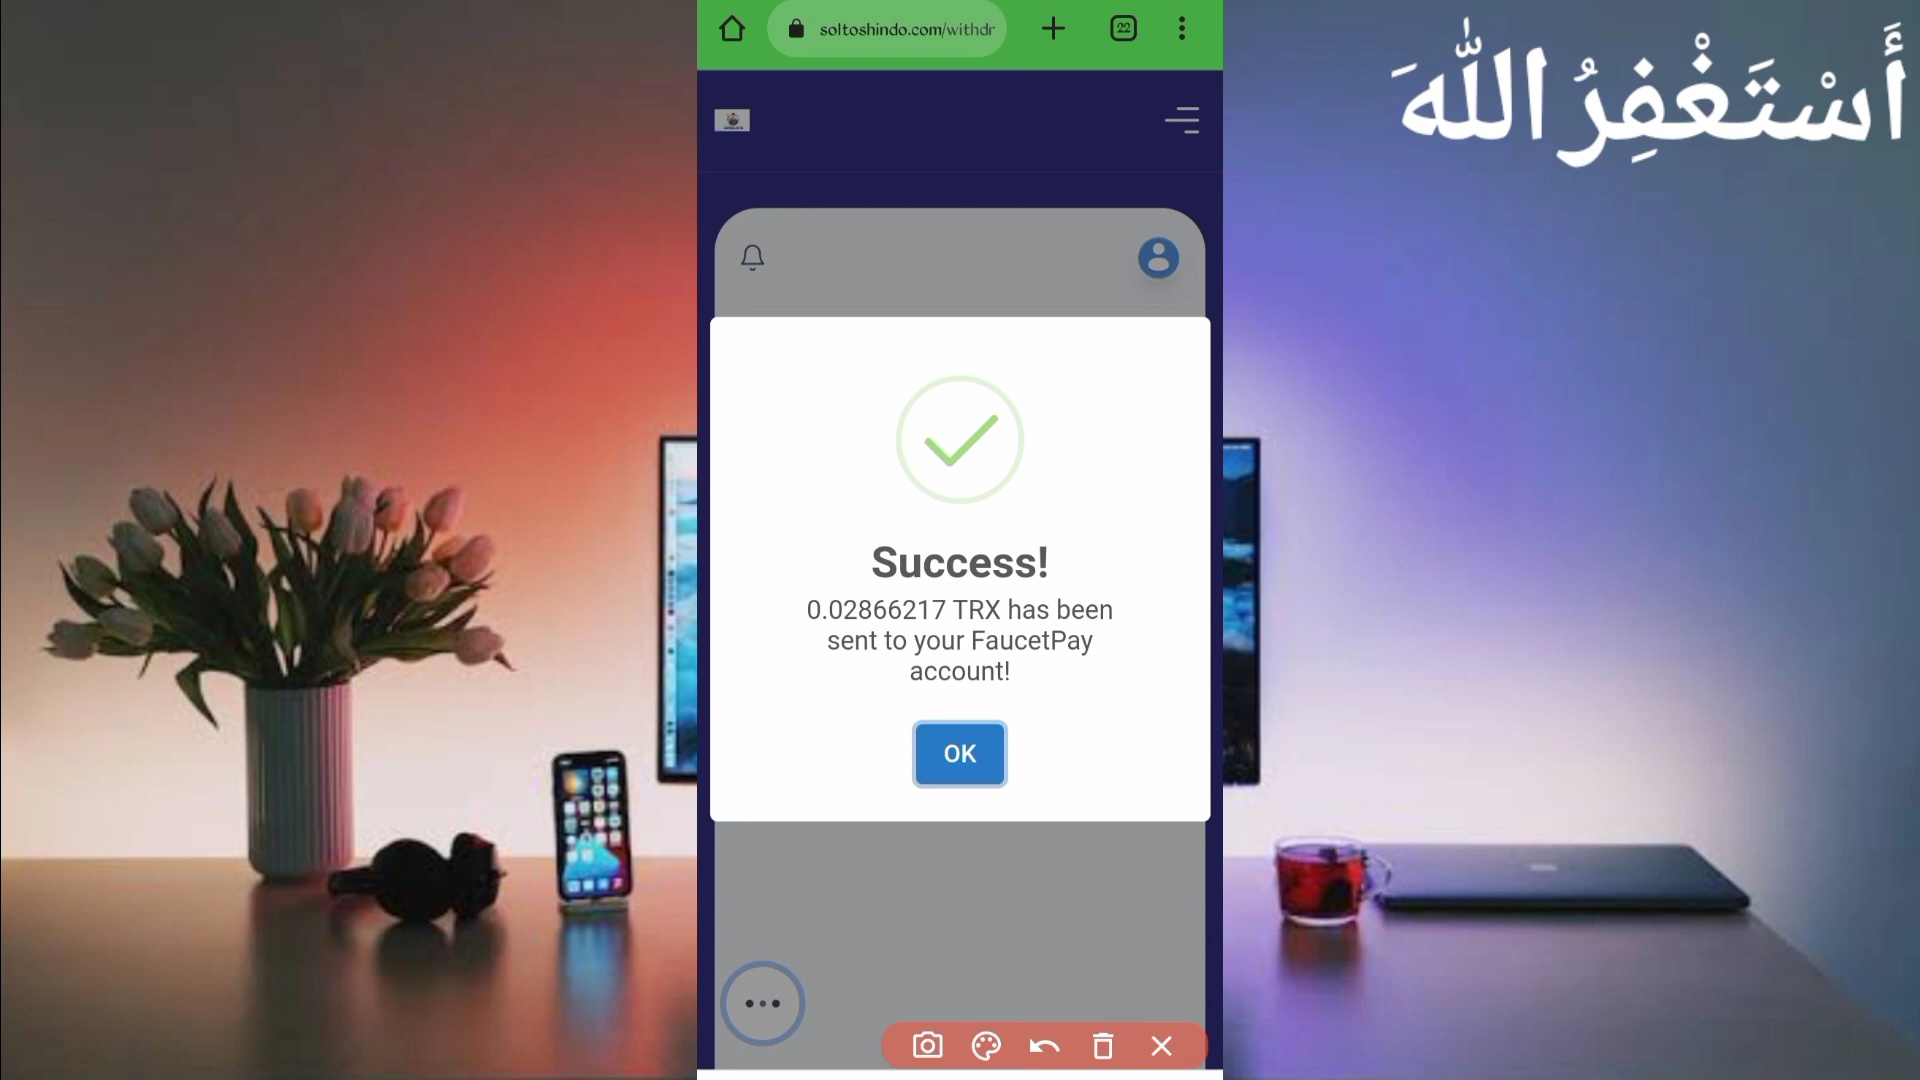 soltoshindo.com/withdr
22
أَسْتَغْفِرُ اللّٰهَ
Success!
0.02866217 TRX has been
sent to your FaucetPay
account!
OK